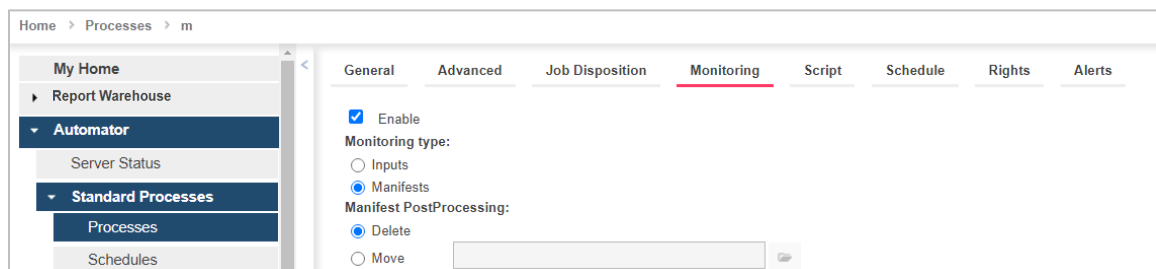 Home > Processes > m
My Home
Report Warehouse
Automator
Server Status
Standard Processes
Processes
Schedules
General Advanced Job Disposition Monitoring Script Schedule Rights Alerts
Enable
Monitoring type:
Inputs
Manifests
Manifest PostProcessing:
Delete
Move